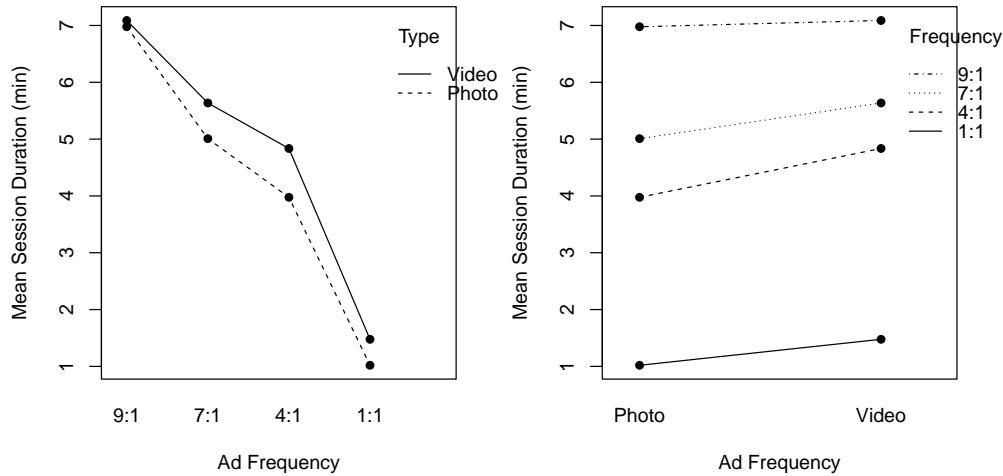 Mean Session Duration (min)
7
6
5
4
3
2
1
Type
Video
Photo
9:1
7:1
4:1
1:1
Ad Frequency
Mean Session Duration (min)
7
6
5
4
3
2
1
Frequency
9:1
7:1
4:1
1:1
Photo
Video
Ad Frequency